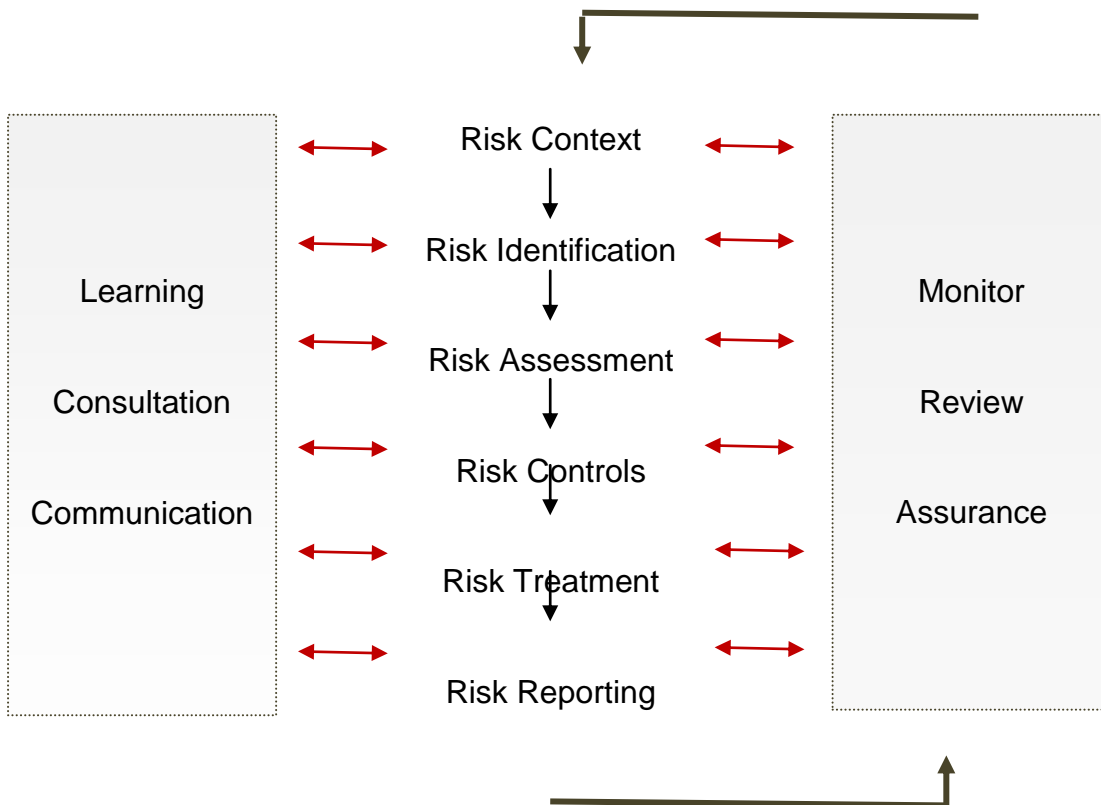 Risk Context
Risk Identification
Learning
Monitor
Risk Assessment
Consultation
Review
Risk Controls
Communication
Assurance
Risk Treatment
Risk Reporting